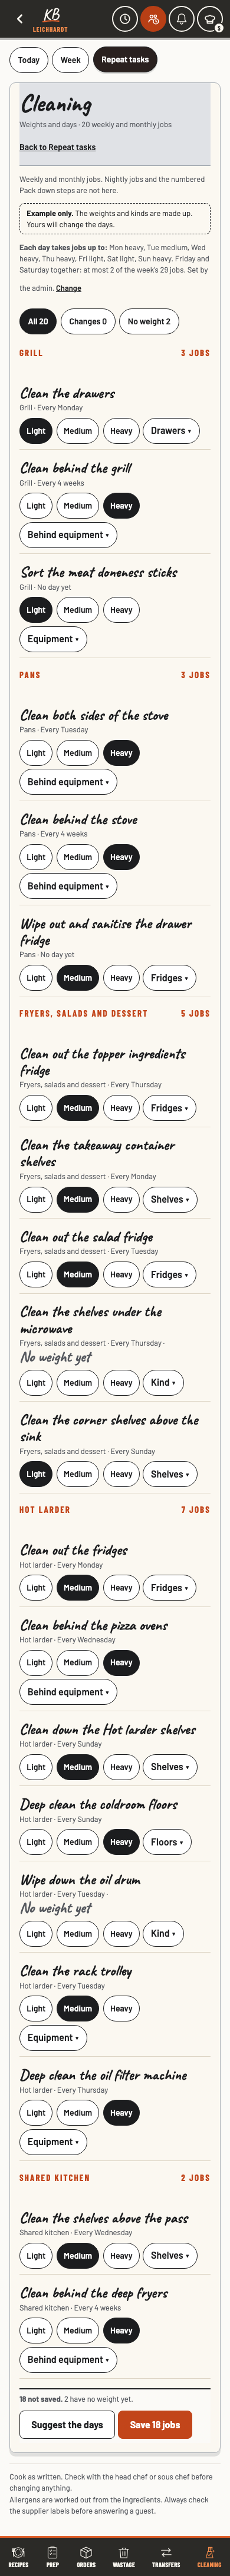 KB
LEICHHARDT
Today
Week
Repeat tasks
Cleaning
Weights and days · 20 weekly and monthly jobs
Back to Repeat tasks
Weekly and monthly jobs. Nightly jobs and the numbered
Pack down steps are not here.
Example only. The weights and kinds are made up.
Yours will change the days.
Each day takes jobs up to: Mon heavy, Tue medium, Wed
heavy, Thu heavy, Fri light, Sat light, Sun heavy. Friday and
Saturday together: at most 2 of the week's 29 jobs. Set by
the admin. Change
All 20
Changes 0
No weight 2
GRILL
3 JOBS
Clean the drawers
Grill · Every Monday
Light
Medium
Heavy
Drawers ▾
Clean behind the grill
Grill · Every 4 weeks
Light
Medium
Heavy
Behind equipment ▾
Sort the meat doneness sticks
Grill · No day yet
Light
Medium
Heavy
Equipment ▾
PANS
3 JOBS
Clean both sides of the stove
Pans · Every Tuesday
Light
Medium
Heavy
Behind equipment ▾
Clean behind the stove
Pans · Every 4 weeks
Light
Medium
Heavy
Behind equipment ▾
Wipe out and sanitise the drawer
fridge
Pans · No day yet
Light
Medium
Heavy
Fridges ▾
FRYERS, SALADS AND DESSERT
5 JOBS
Clean out the topper ingredients
fridge
Fryers, salads and dessert · Every Thursday
Light
Medium
Heavy
Fridges ▾
Clean the takeaway container
shelves
Fryers, salads and dessert · Every Monday
Light
Medium
Heavy
Shelves ▾
Clean out the salad fridge
Fryers, salads and dessert · Every Tuesday
Light
Medium
Heavy
Fridges ▾
Clean the shelves under the
microwave
Fryers, salads and dessert · Every Thursday ·
No weight yet
Light
Medium
Heavy
Kind ▾
Clean the corner shelves above the
sink
Fryers, salads and dessert · Every Sunday
Light
Medium
Heavy
Shelves ▾
HOT LARDER
7 JOBS
Clean out the fridges
Hot larder · Every Monday
Light
Medium
Heavy
Fridges ▾
Clean behind the pizza ovens
Hot larder · Every Wednesday
Light
Medium
Heavy
Behind equipment ▾
Clean down the Hot larder shelves
Hot larder · Every Sunday
Light
Medium
Heavy
Shelves ▾
Deep clean the coldroom floors
Hot larder · Every Sunday
Light
Medium
Heavy
Floors ▾
Wipe down the oil drum
Hot larder · Every Tuesday ·
No weight yet
Light
Medium
Heavy
Kind ▾
Clean the rack trolley
Hot larder · Every Tuesday
Light
Medium
Heavy
Equipment ▾
Deep clean the oil filter machine
Hot larder · Every Thursday
Light
Medium
Heavy
Equipment ▾
SHARED KITCHEN
2 JOBS
Clean the shelves above the pass
Shared kitchen · Every Wednesday
Light
Medium
Heavy
Shelves ▾
Clean behind the deep fryers
Shared kitchen · Every 4 weeks
Light
Medium
Heavy
Behind equipment ▾
18 not saved. 2 have no weight yet.
Suggest the days
Save 18 jobs
Cook as written. Check with the head chef or sous chef before
changing anything.
Allergens are worked out from the ingredients. Always check
the supplier labels before answering a guest.
RECIPES
PREP
ORDERS
WASTAGE
TRANSFERS
CLEANING